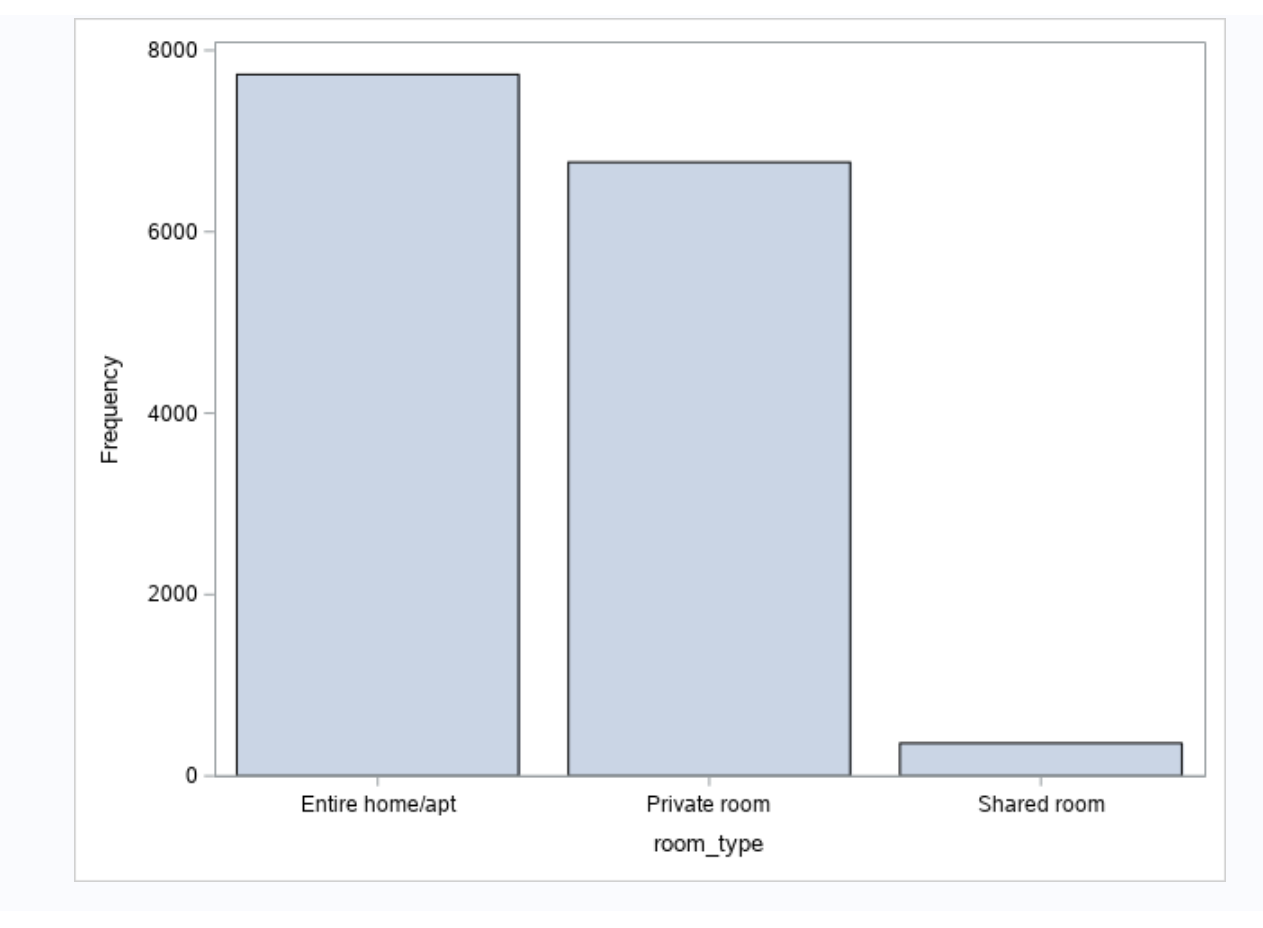 8000
6000
4000
2000
0
Frequency
Entire home/apt
Private room
Shared room
room_type